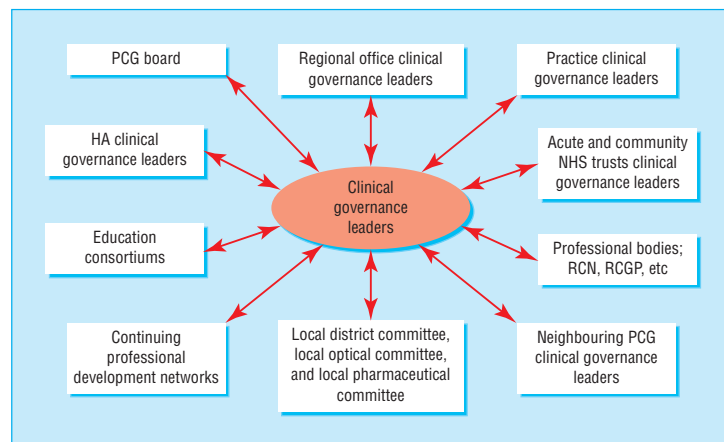 PCG board
Regional office clinical
governance leaders
Practice clinical
governance leaders
HA clinical
governance leaders
Acute and community
NHS trusts clinical
governance leaders
Clinical
governance
leaders
Education
consortiums
Professional bodies;
RCN, RCGP, etc
Continuing
professional
development networks
Local district committee,
local optical committee,
and local pharmaceutical
committee
Neighbouring PCG
clinical governance
leaders